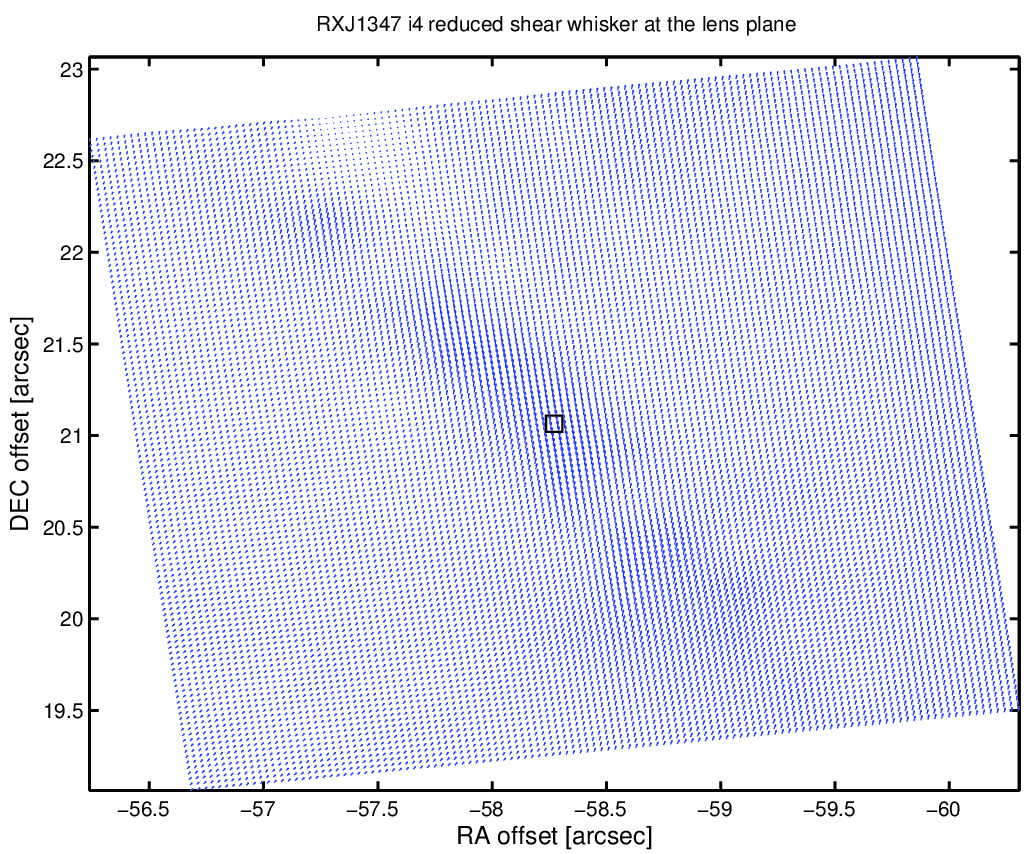 RXJ1347 i4 reduced shear whisker at the lens plane
23
22.5
22
21.5
21
20.5
20
19.5
DEC offset [arcsec]
−56.5 −57 −57.5 −58 −58.5 −59 −59.5 −60
RA offset [arcsec]